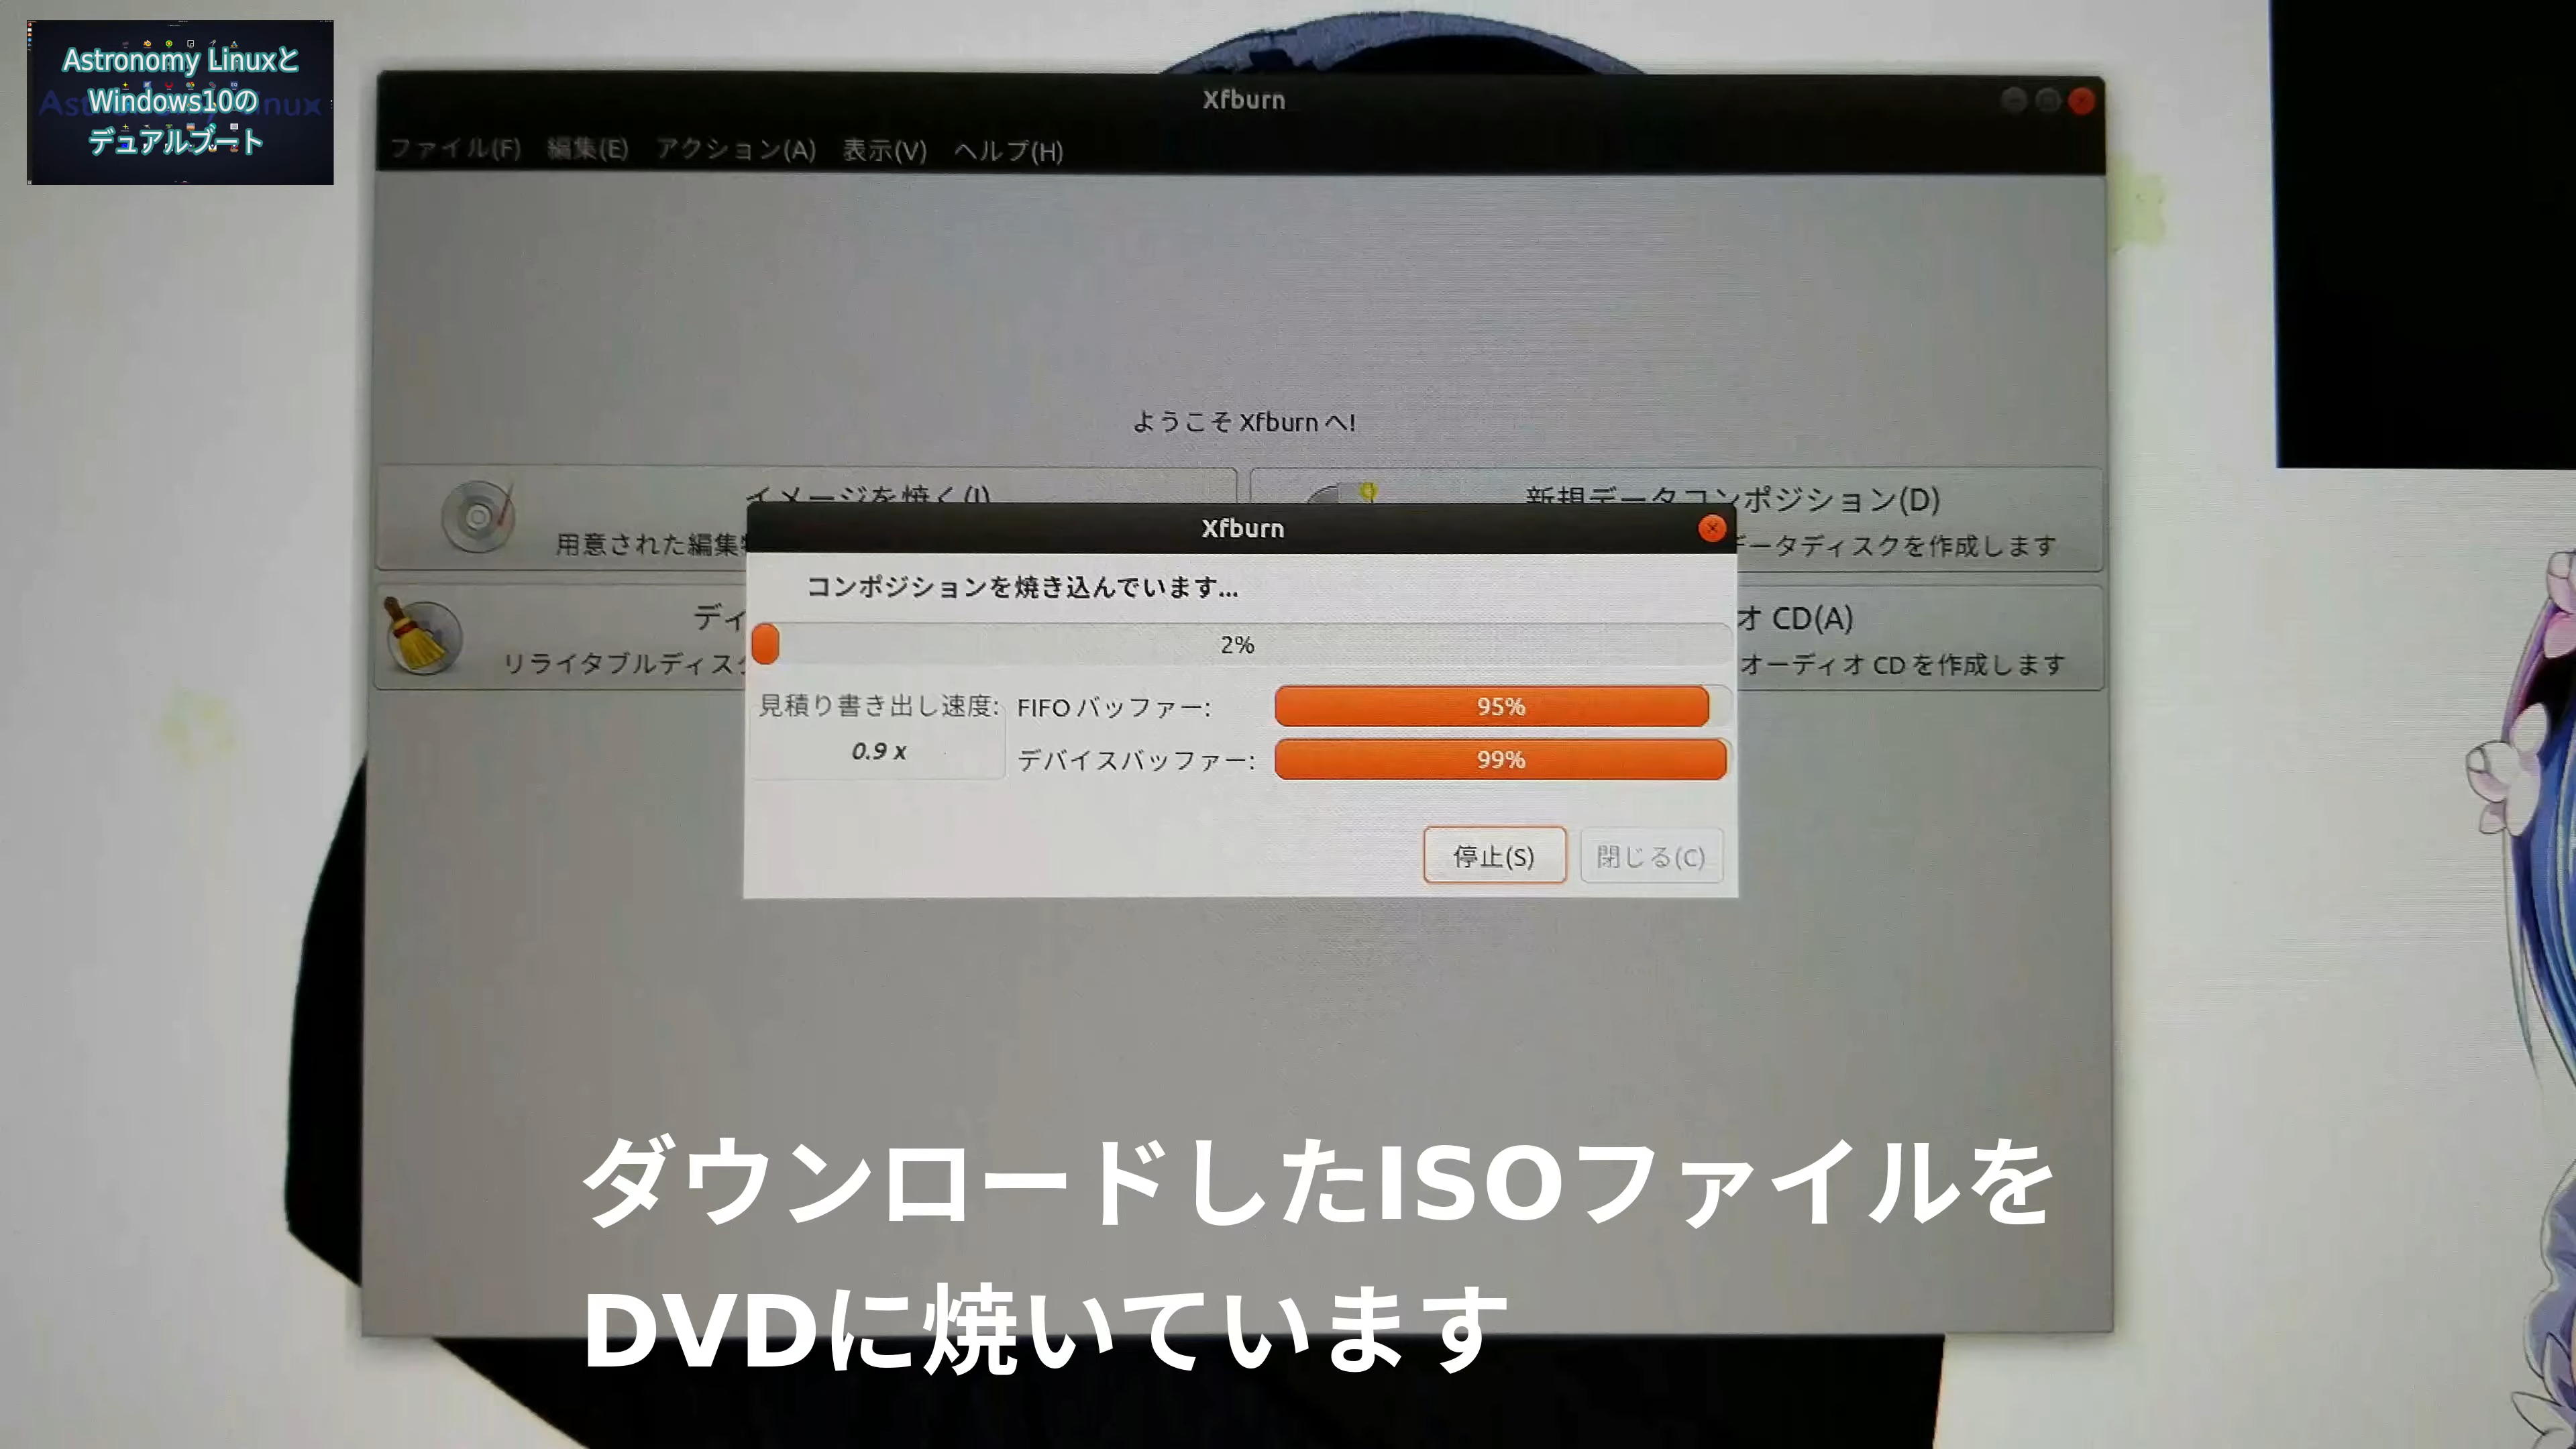 Astronomy Linuxと
Windows10の
デュアルブート
Xfburn
ファイル(F) 編集(E) アクション(A) 表示(V) ヘルプ(H)
ようこそ Xfburn へ!
イメージを焼く(I)
用意された編集
新規データコンポジション(D)
データディスクを作成します
ディ
リライタブルディス
オ CD(A)
オーディオ CD を作成します
Xfburn
コンポジションを焼き込んでいます...
2%
見積り書き出し速度:
0.9 x
FIFO バッファー: 95%
デバイスバッファー: 99%
停止(S) 閉じる(C)
ダウンロードしたISOファイルを
DVDに焼いています